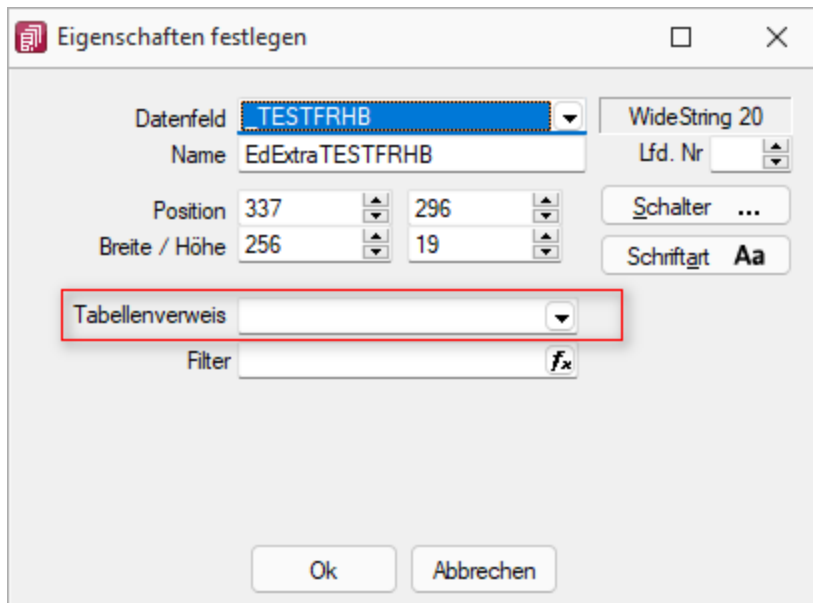 Eigenschaften festlegen
Datenfeld _TESTFRHB WideString 20
Name EdExtraTESTFRHB Lfd. Nr
Position 337 296 Schalter ...
Breite / Höhe 256 19 Schriftart Aa
Tabellenverweis
Filter fx
Ok Abbrechen